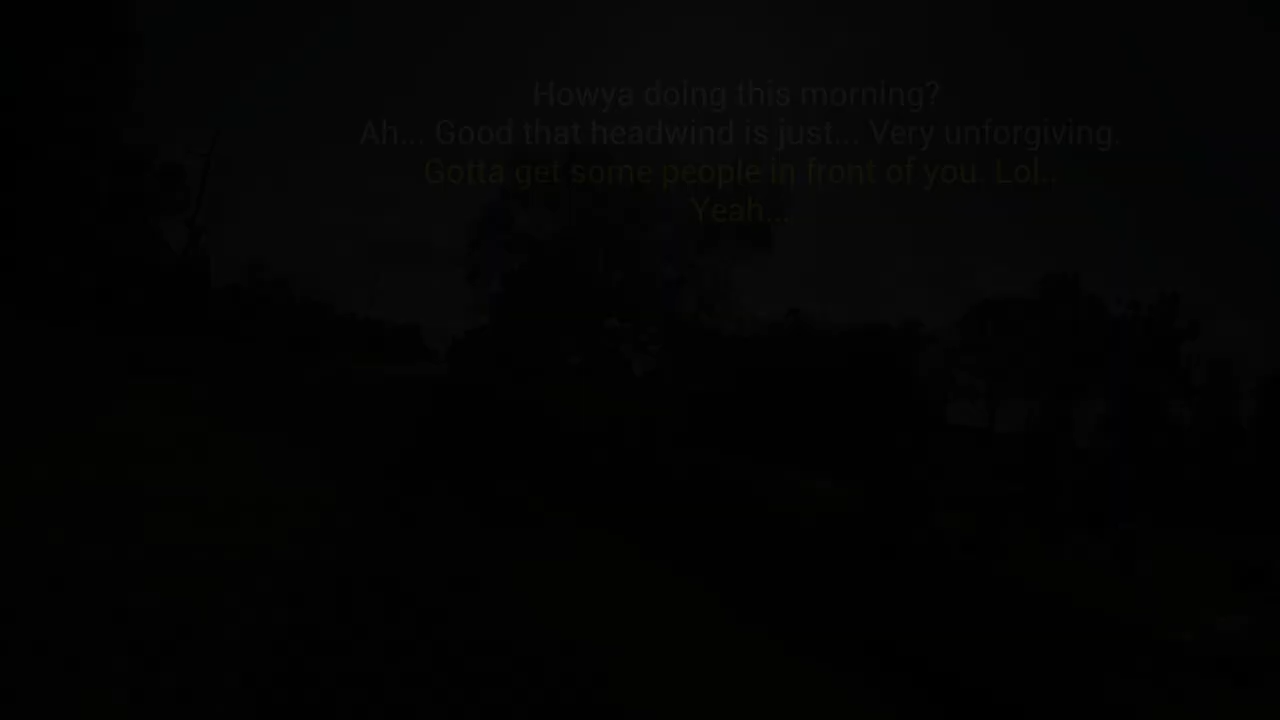 Howya doing this morning?
Ah... Good that headwind is just... Very unforgiving.
Gotta get some people in front of you. Lol..
Yeah...